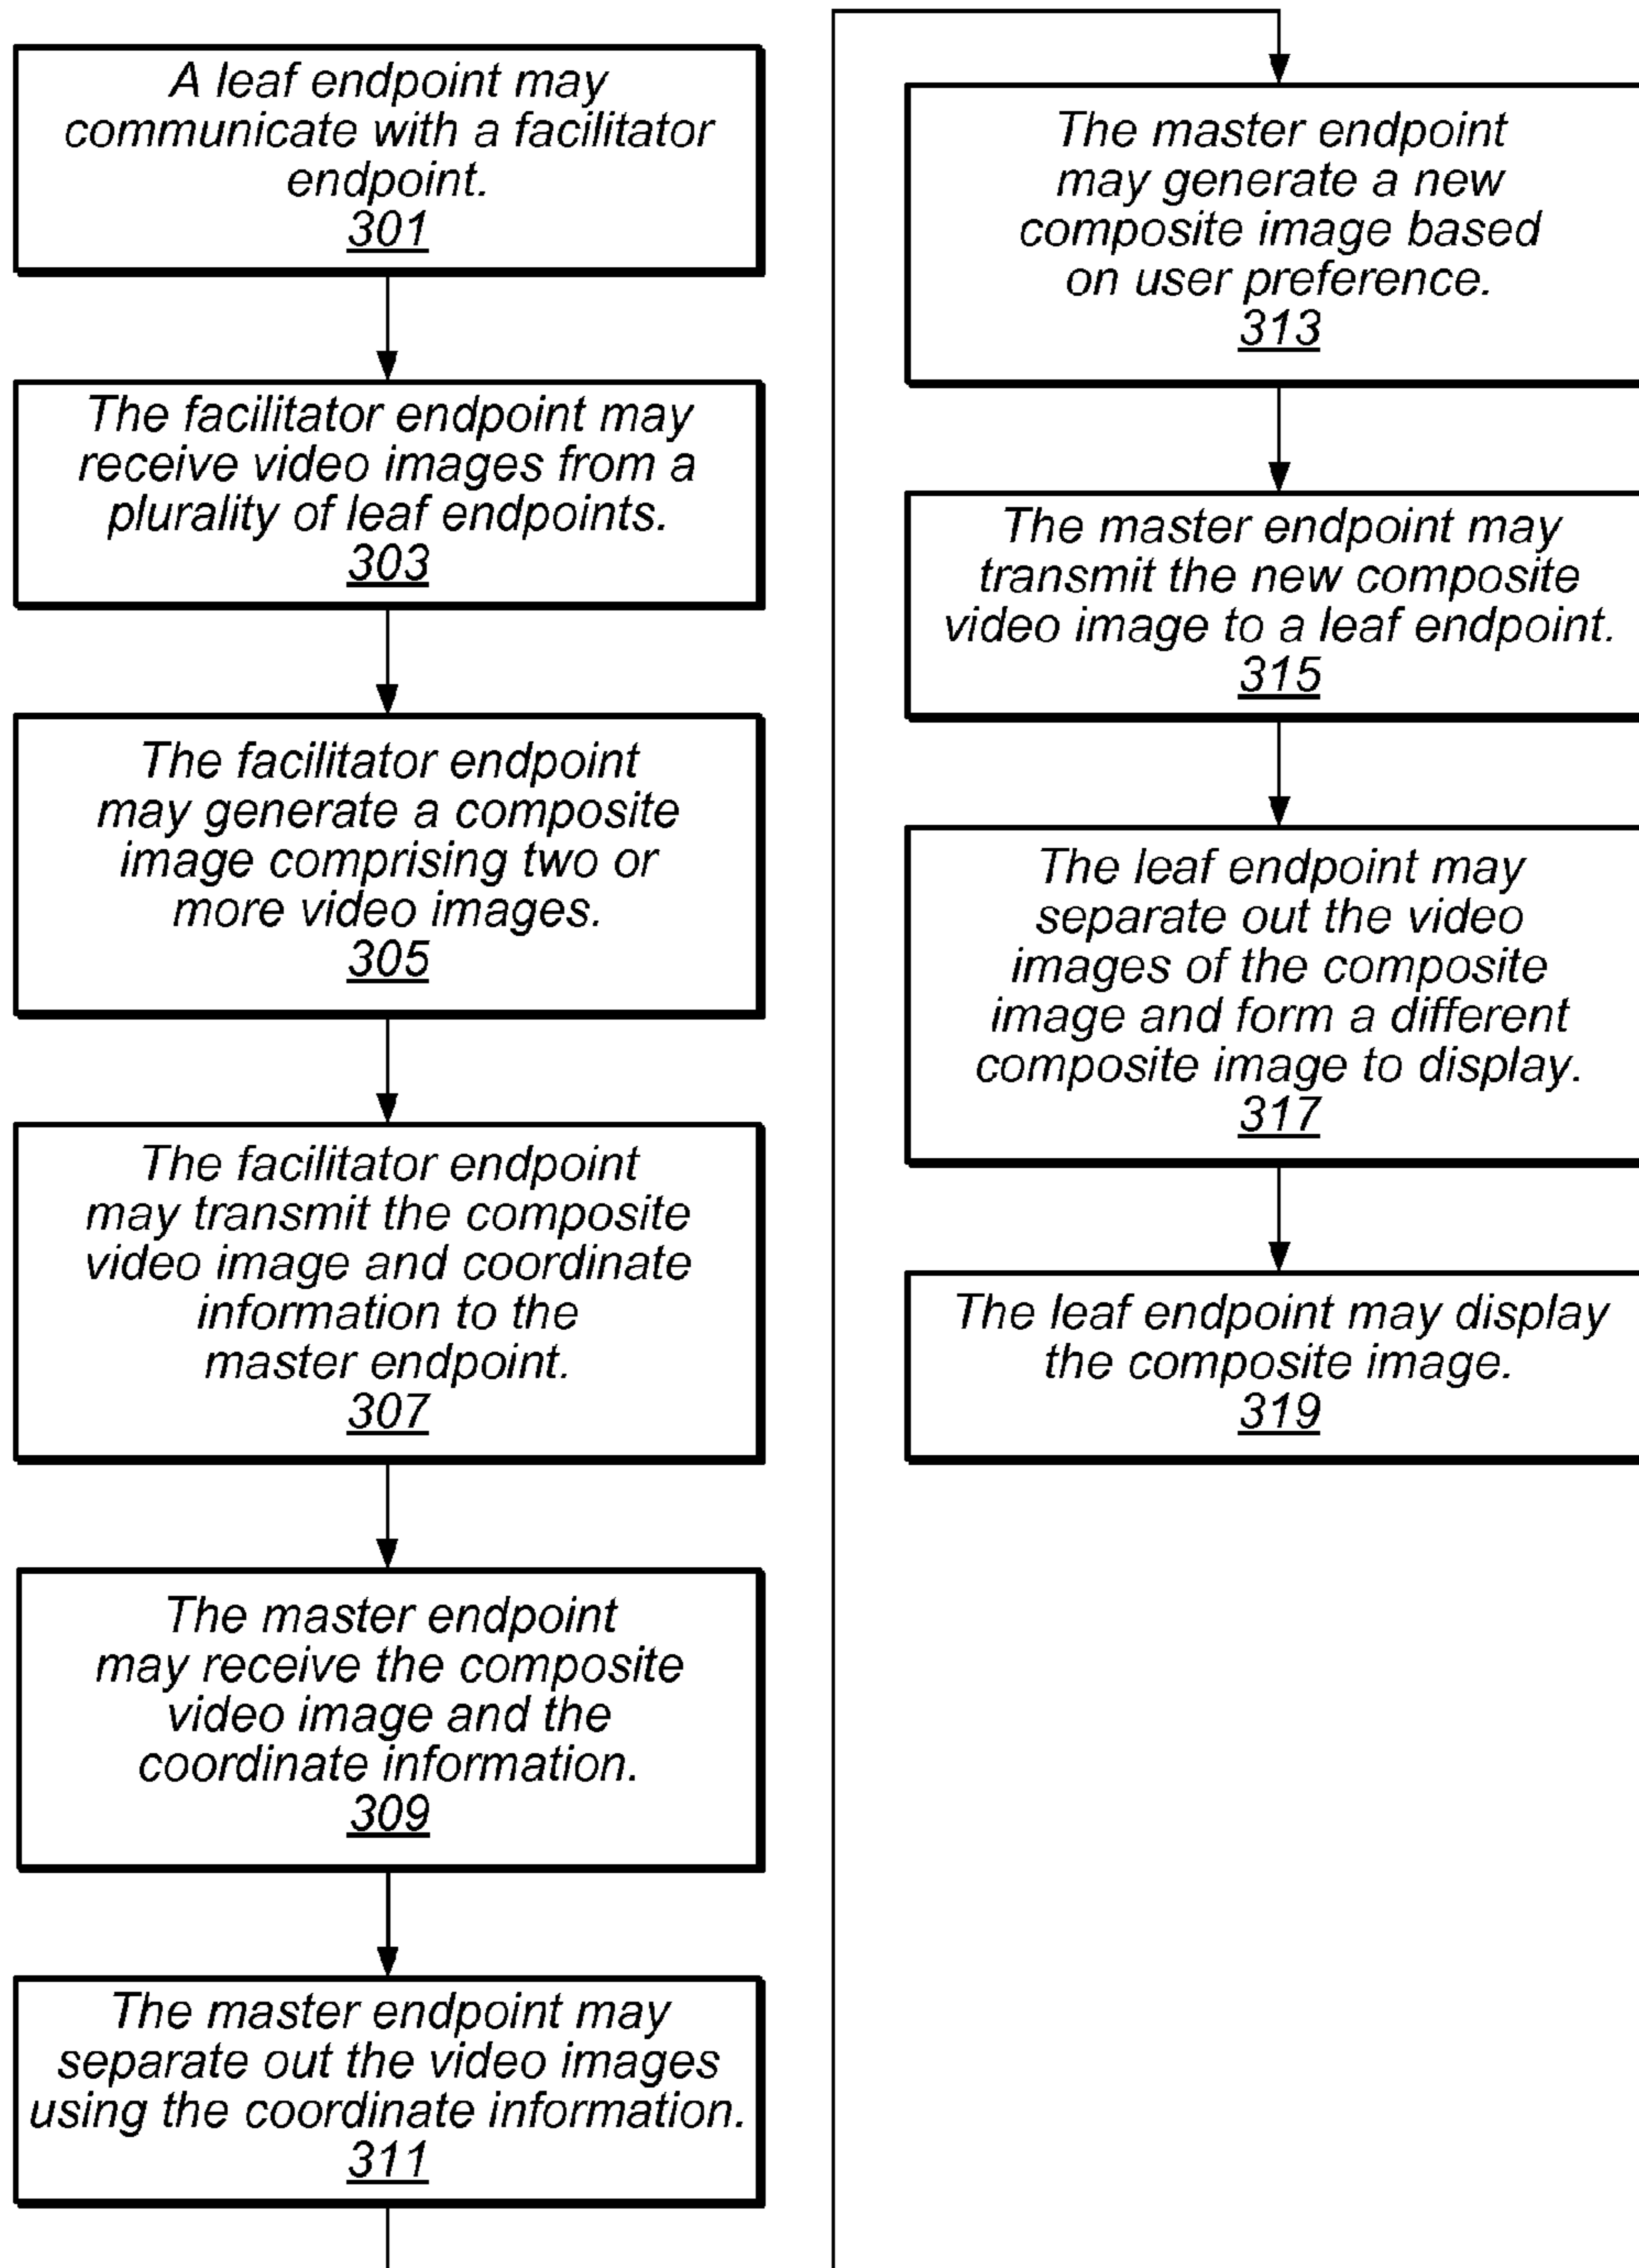 A leaf endpoint may
communicate with a facilitator
endpoint.
301
The facilitator endpoint may
receive video images from a
plurality of leaf endpoints.
303
The facilitator endpoint
may generate a composite
image comprising two or
more video images.
305
The facilitator endpoint
may transmit the composite
video image and coordinate
information to the
master endpoint.
307
The master endpoint
may receive the composite
video image and the
coordinate information.
309
The master endpoint may
separate out the video images
using the coordinate information.
311
The master endpoint
may generate a new
composite image based
on user preference.
313
The master endpoint may
transmit the new composite
video image to a leaf endpoint.
315
The leaf endpoint may
separate out the video
images of the composite
image and form a different
composite image to display.
317
The leaf endpoint may display
the composite image.
319